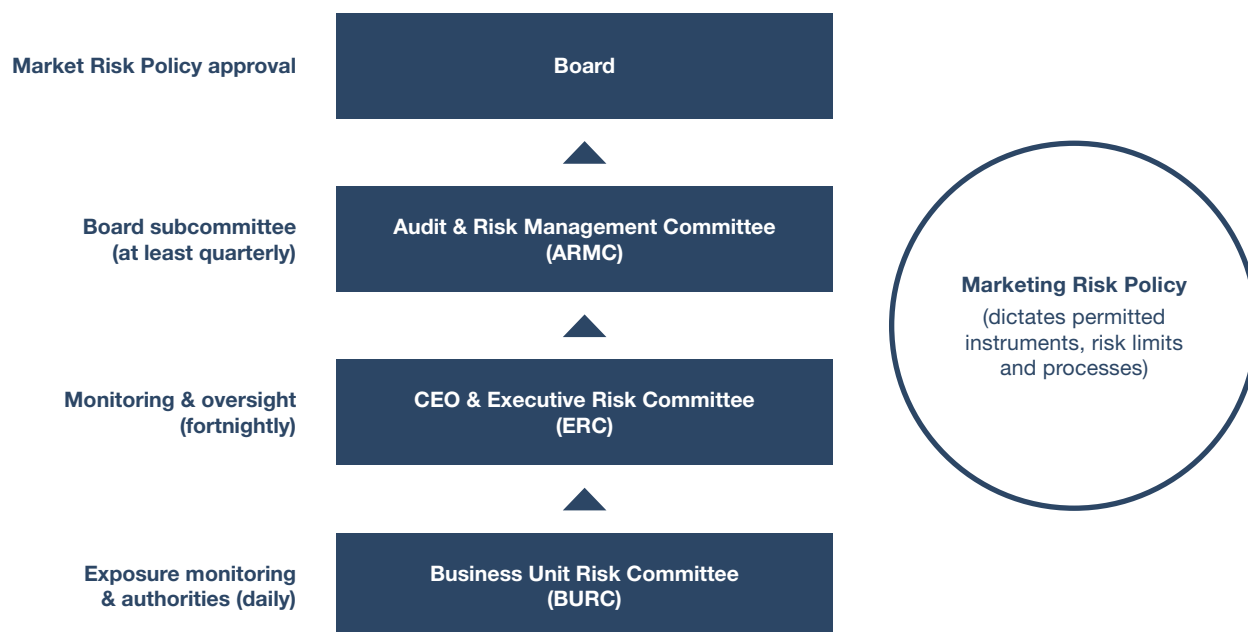 Market Risk Policy approval
Board
Board subcommittee
(at least quarterly)
Audit & Risk Management Committee
(ARMC)
Monitoring & oversight
(fortnightly)
CEO & Executive Risk Committee
(ERC)
Exposure monitoring
& authorities (daily)
Business Unit Risk Committee
(BURC)
Marketing Risk Policy
(dictates permitted
instruments, risk limits
and processes)